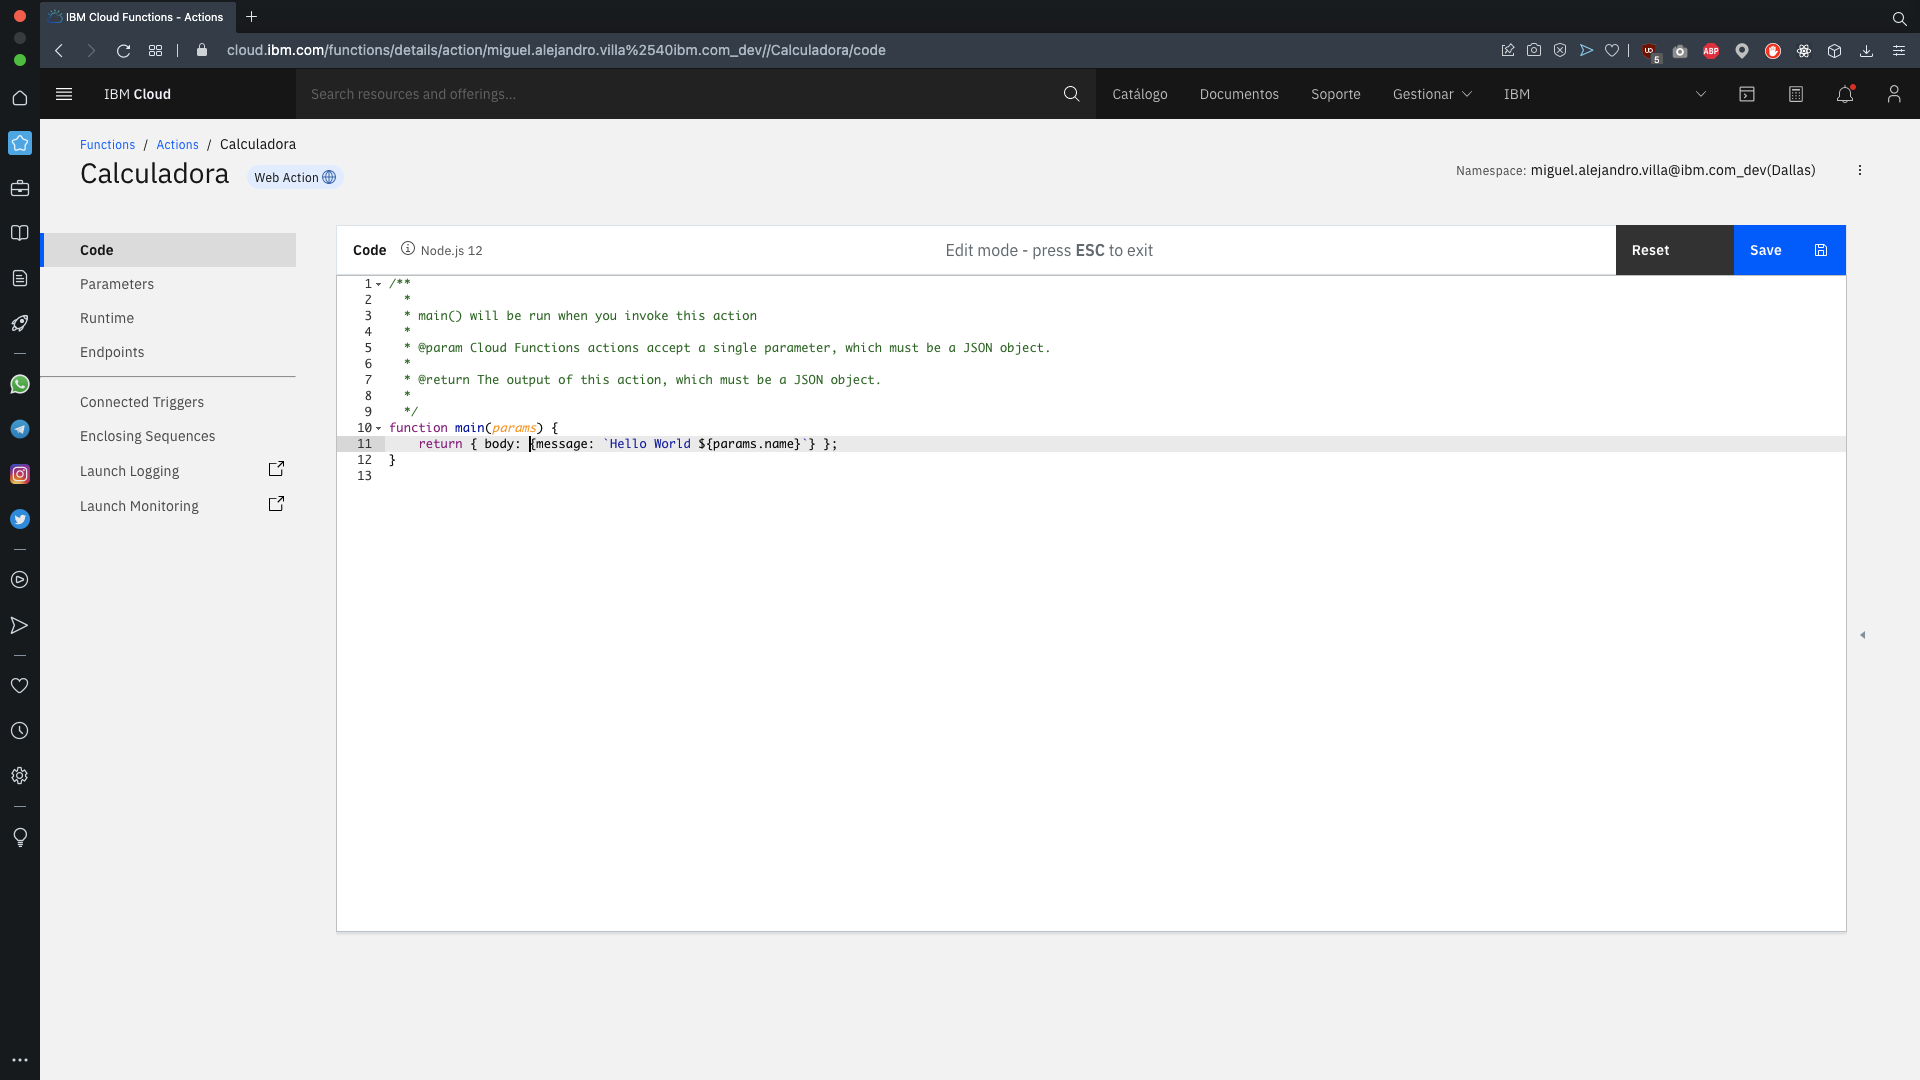 IBM Cloud Functions - Actions
cloud.ibm.com/functions/details/action/miguel.alejandro.villa%2540ibm.com_dev//Calculadora/code
5
ABP
IBM Cloud
Search resources and offerings...
Catálogo
Documentos
Soporte
Gestionar
IBM
Functions / Actions / Calculadora
Calculadora
Web Action
Namespace: miguel.alejandro.villa@ibm.com_dev(Dallas)
Code
Parameters
Runtime
Endpoints
Connected Triggers
Enclosing Sequences
Launch Logging
Launch Monitoring
Code
Node.js 12
Edit mode - press ESC to exit
Reset
Save
1 /**
2 *
3 * main() will be run when you invoke this action
4 *
5 * @param Cloud Functions actions accept a single parameter, which must be a JSON object.
6 *
7 * @return The output of this action, which must be a JSON object.
8 *
9 */
10 function main(params) {
11 return { body: {message: `Hello World ${params.name}`} };
12 }
13